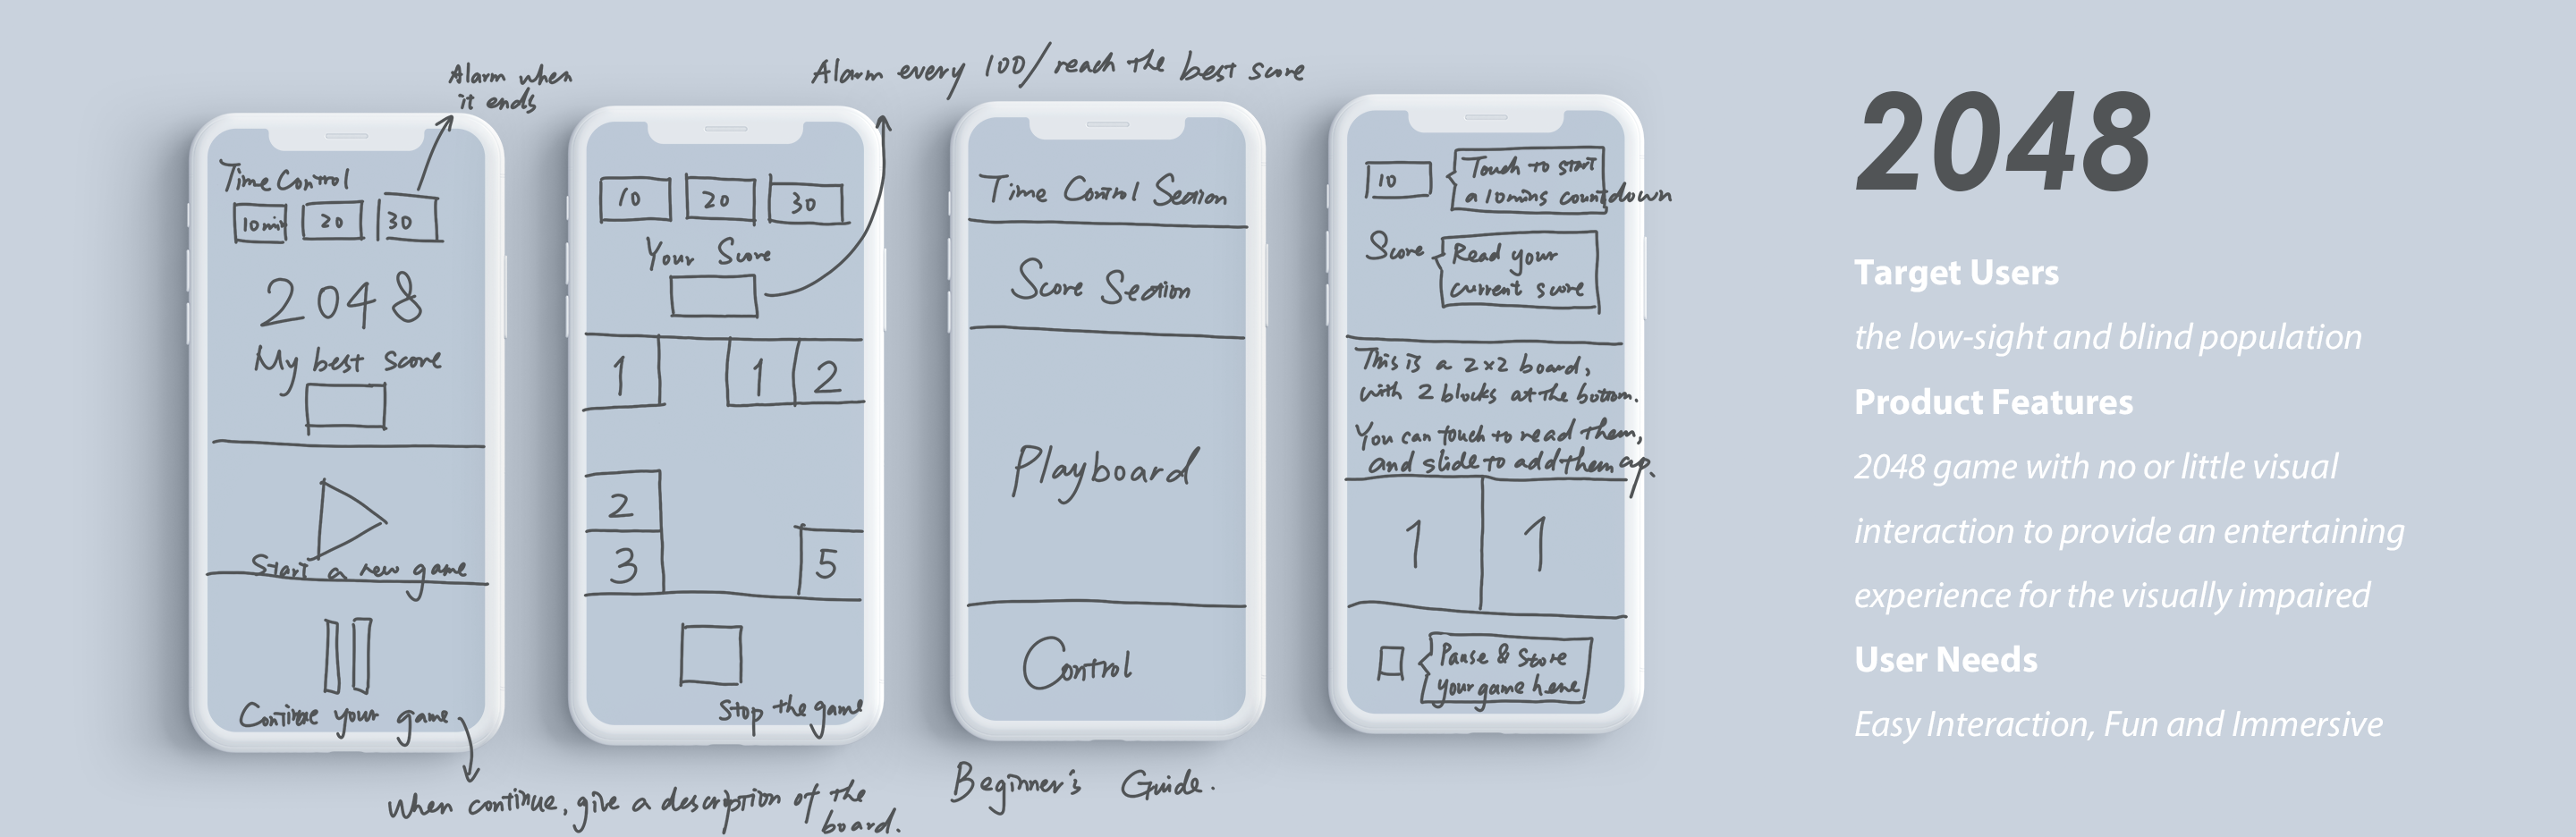 Alarm when
it ends
Time Control
10min 20 30
2048
My best score
Start a new game
Continue your game
When continue, give a description of the
board.
Alarm every 100/reach the best score
10 20 30
Your Score
1 1 2
2
3 5
Stop the game
Time Control Section
Score Section
Playboard
Control
Beginner's Guide.
10 Touch to start
a 10mins countdown
Score Read your
current score
This is a 2x2 board,
with 2 blocks at the bottom.
You can touch to read them,
and slide to add them up.
1 1
Pause & Store
your game here
2048
Target Users
the low-sight and blind population
Product Features
2048 game with no or little visual
interaction to provide an entertaining
experience for the visually impaired
User Needs
Easy Interaction, Fun and Immersive